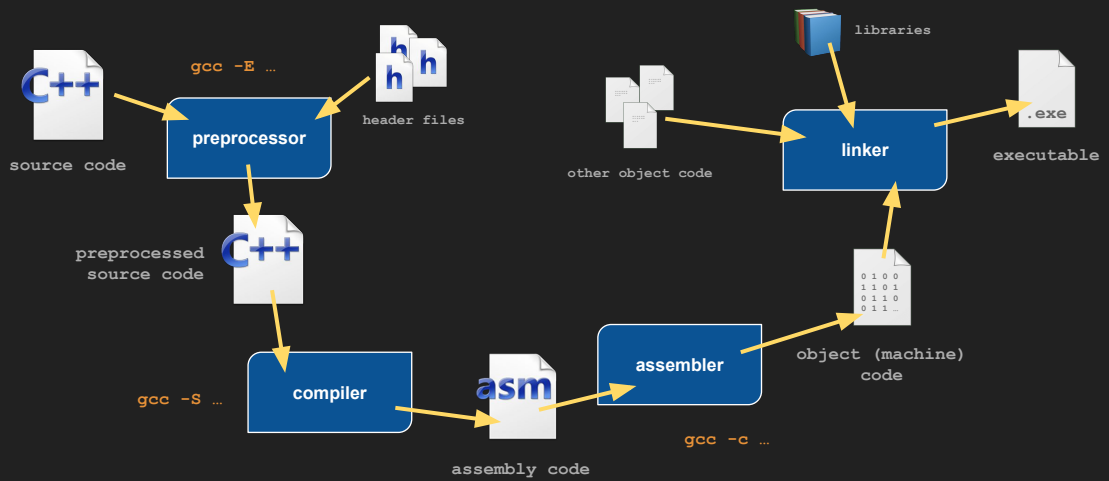 C++
source code
gcc -E …
h
h
h
header files
preprocessor
C++
preprocessed
source code
gcc -S …
compiler
asm
assembly code
assembler
gcc -c …
0 1 0 0
1 1 0 1
0 1 1 0
0 1 1 …
object (machine)
code
other object code
libraries
linker
.exe
executable